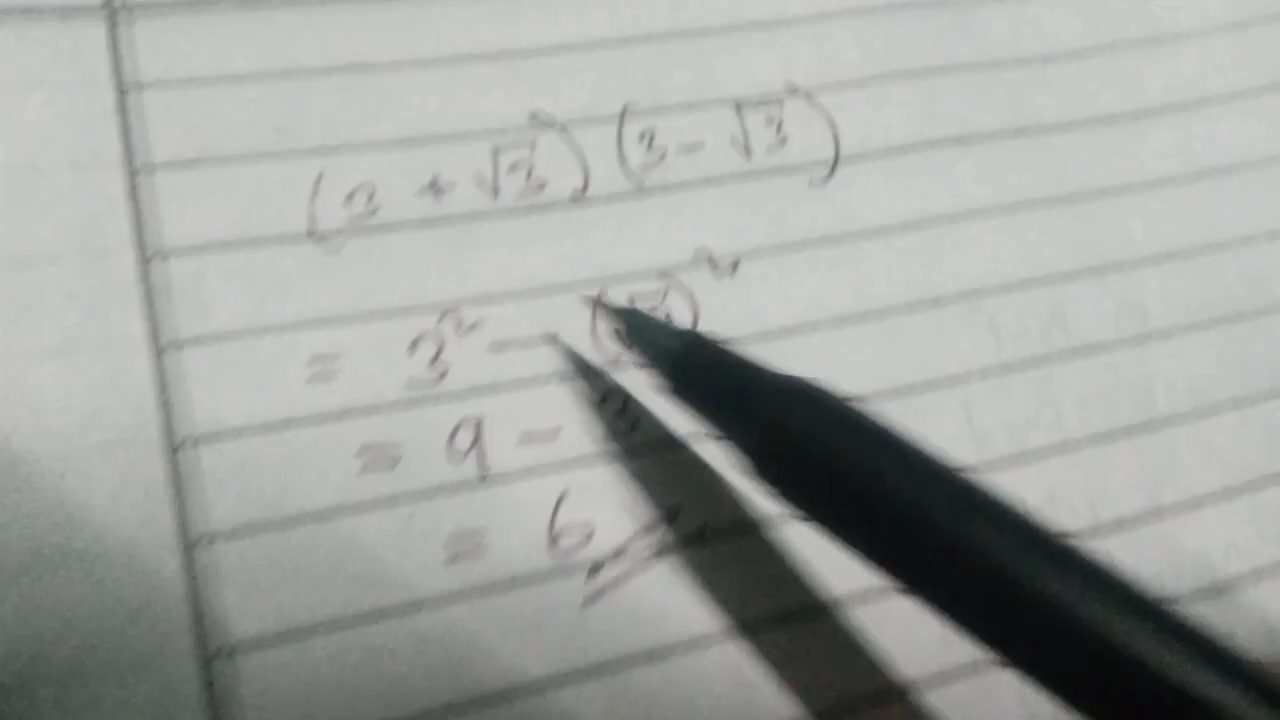 (3 + √3) (3 - √3)
= 3² - (√3)²
= 9 - 3
= 6